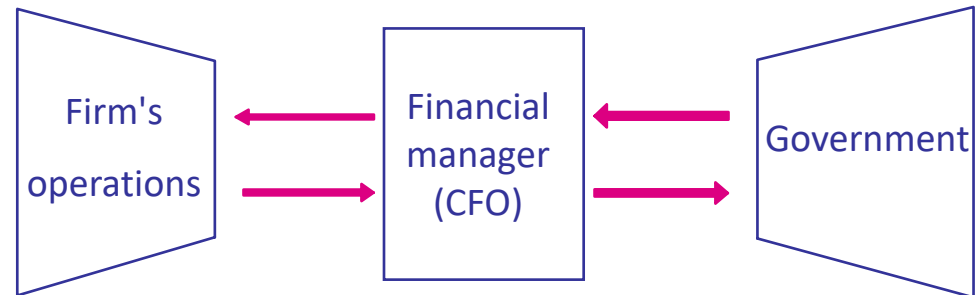 Firm's
operations
Financial
manager
(CFO)
Government